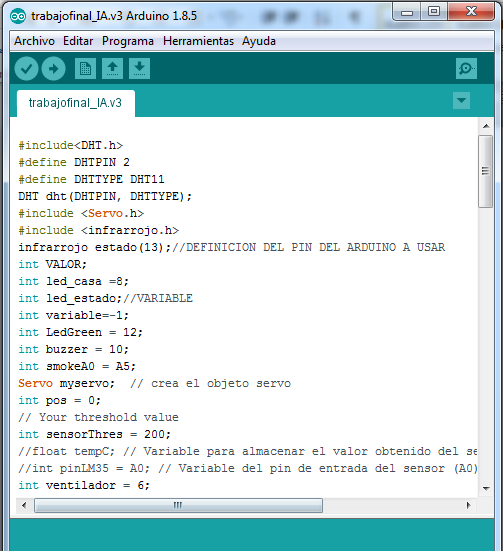 trabajofinal_IA.v3 Arduino 1.8.5
Archivo Editar Programa Herramientas Ayuda
trabajofinal_IA.v3
#include<DHT.h>
#define DHTPIN 2
#define DHTTYPE DHT11
DHT dht(DHTPIN, DHTTYPE);
#include <Servo.h>
#include <infrarrojo.h>
infrarrojo estado(13);//DEFINICION DEL PIN DEL ARDUINO A USAR
int VALOR;
int led_casa =8;
int led_estado;//VARIABLE
int variable=-1;
int LedGreen = 12;
int buzzer = 10;
int smokeA0 = A5;
Servo myservo;  // crea el objeto servo
int pos = 0;
// Your threshold value
int sensorThres = 200;
//float tempC; // Variable para almacenar el valor obtenido del se
//int pinLM35 = A0; // Variable del pin de entrada del sensor (A0)
int ventilador = 6;